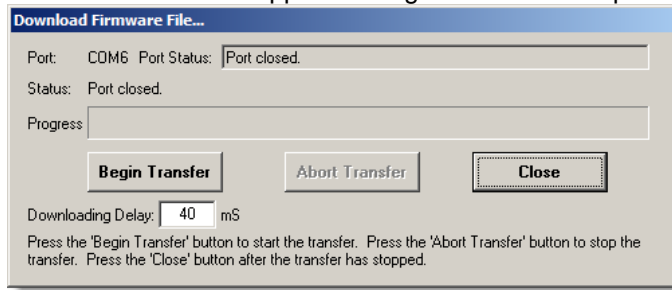 Download Firmware File...
Port: COM6 Port Status: Port closed.
Status: Port closed.
Progress
Begin Transfer Abort Transfer Close
Downloading Delay: 40 mS
Press the 'Begin Transfer' button to start the transfer. Press the 'Abort Transfer' button to stop the
transfer. Press the 'Close' button after the transfer has stopped.